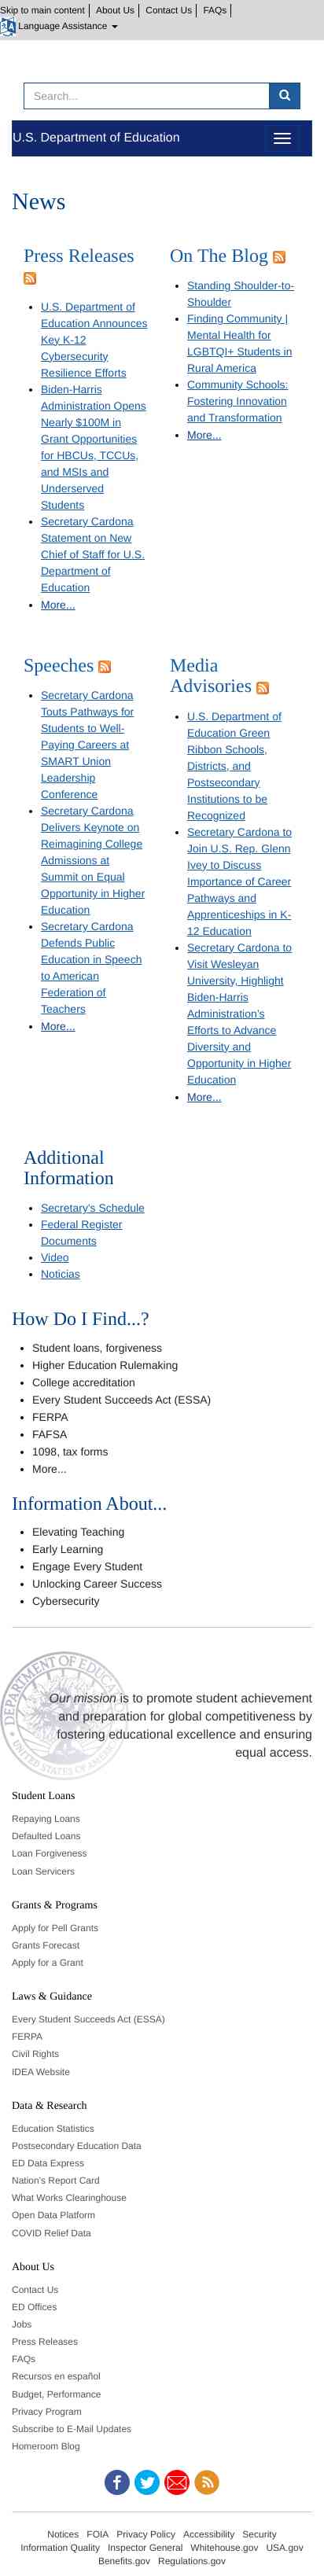 Skip to main content
About Us
Contact Us
FAQs
Language Assistance
Search...
U.S. Department of Education
News
Press Releases
U.S. Department of
Education Announces
Key K-12
Cybersecurity
Resilience Efforts
Biden-Harris
Administration Opens
Nearly $100M in
Grant Opportunities
for HBCUs, TCCUs,
and MSIs and
Underserved
Students
Secretary Cardona
Statement on New
Chief of Staff for U.S.
Department of
Education
More...
On The Blog
Standing Shoulder-to-
Shoulder
Finding Community |
Mental Health for
LGBTQI+ Students in
Rural America
Community Schools:
Fostering Innovation
and Transformation
More...
Speeches
Secretary Cardona
Touts Pathways for
Students to Well-
Paying Careers at
SMART Union
Leadership
Conference
Secretary Cardona
Delivers Keynote on
Reimagining College
Admissions at
Summit on Equal
Opportunity in Higher
Education
Secretary Cardona
Defends Public
Education in Speech
to American
Federation of
Teachers
More...
Media
Advisories
U.S. Department of
Education Green
Ribbon Schools,
Districts, and
Postsecondary
Institutions to be
Recognized
Secretary Cardona to
Join U.S. Rep. Glenn
Ivey to Discuss
Importance of Career
Pathways and
Apprenticeships in K-
12 Education
Secretary Cardona to
Visit Wesleyan
University, Highlight
Biden-Harris
Administration's
Efforts to Advance
Diversity and
Opportunity in Higher
Education
More...
Additional
Information
Secretary's Schedule
Federal Register
Documents
Video
Noticias
How Do I Find...?
Student loans, forgiveness
Higher Education Rulemaking
College accreditation
Every Student Succeeds Act (ESSA)
FERPA
FAFSA
1098, tax forms
More...
Information About...
Elevating Teaching
Early Learning
Engage Every Student
Unlocking Career Success
Cybersecurity
DEPARTMENT OF EDUCATION
UNITED STATES OF AMERICA
Our mission is to promote student achievement
and preparation for global competitiveness by
fostering educational excellence and ensuring
equal access.
Student Loans
Repaying Loans
Defaulted Loans
Loan Forgiveness
Loan Servicers
Grants & Programs
Apply for Pell Grants
Grants Forecast
Apply for a Grant
Laws & Guidance
Every Student Succeeds Act (ESSA)
FERPA
Civil Rights
IDEA Website
Data & Research
Education Statistics
Postsecondary Education Data
ED Data Express
Nation's Report Card
What Works Clearinghouse
Open Data Platform
COVID Relief Data
About Us
Contact Us
ED Offices
Jobs
Press Releases
FAQs
Recursos en español
Budget, Performance
Privacy Program
Subscribe to E-Mail Updates
Homeroom Blog
Notices FOIA Privacy Policy Accessibility Security
Information Quality Inspector General Whitehouse.gov USA.gov
Benefits.gov Regulations.gov